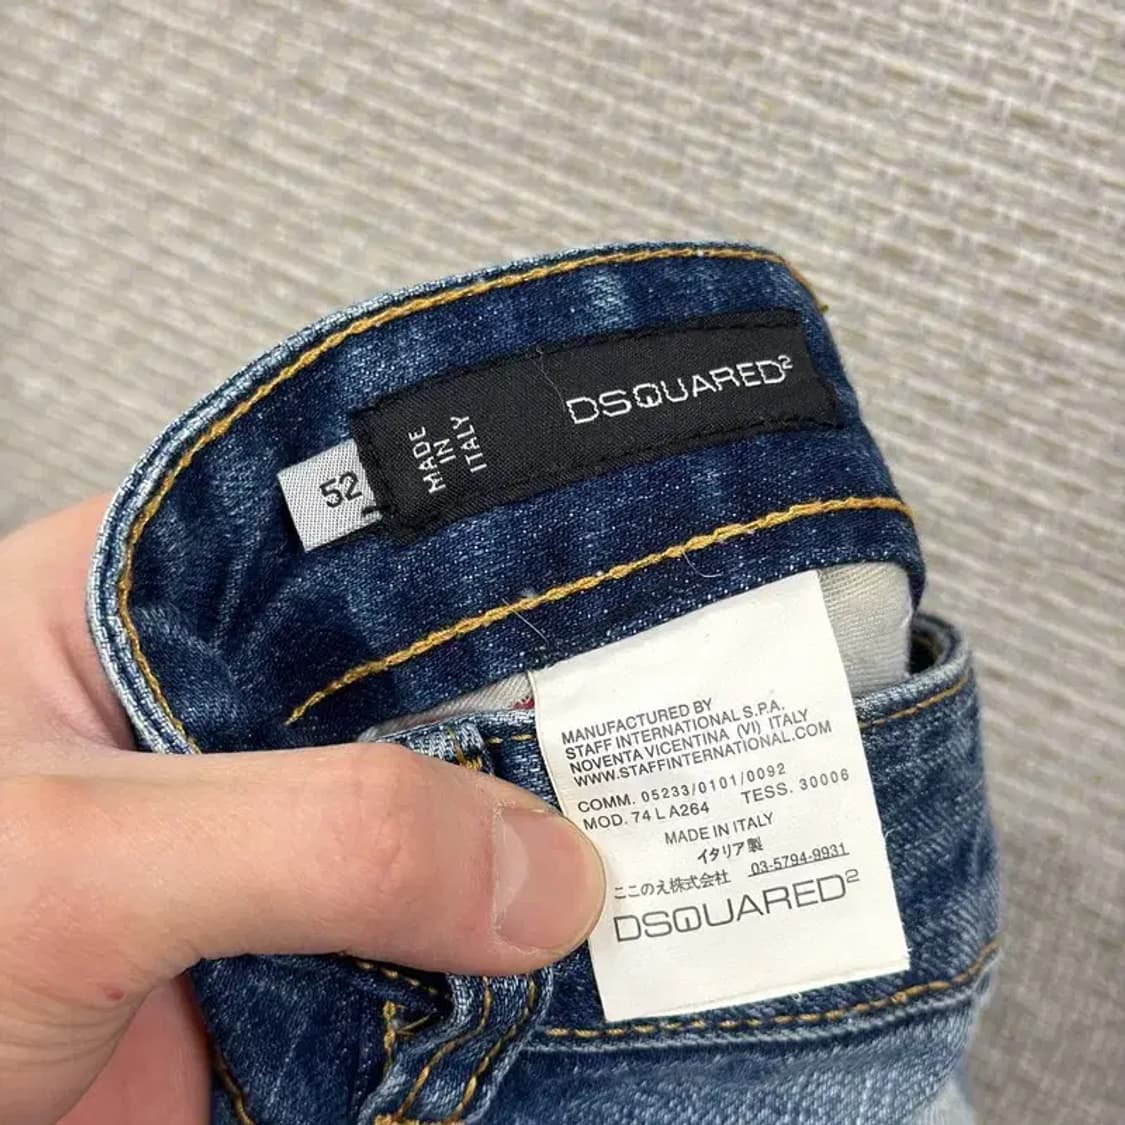 DSQUARED²
MADE
IN
ITALY
52
MANUFACTURED BY
STAFF INTERNATIONAL S.P.A.
NOVENTA VICENTINA (VI) ITALY
WWW.STAFFINTERNATIONAL.COM
COMM. 05233/0101/0092
MOD. 74 L A264 TESS. 30006
MADE IN ITALY
イタリア製
ここのえ株式会社 03-5794-9931
DSQUARED²